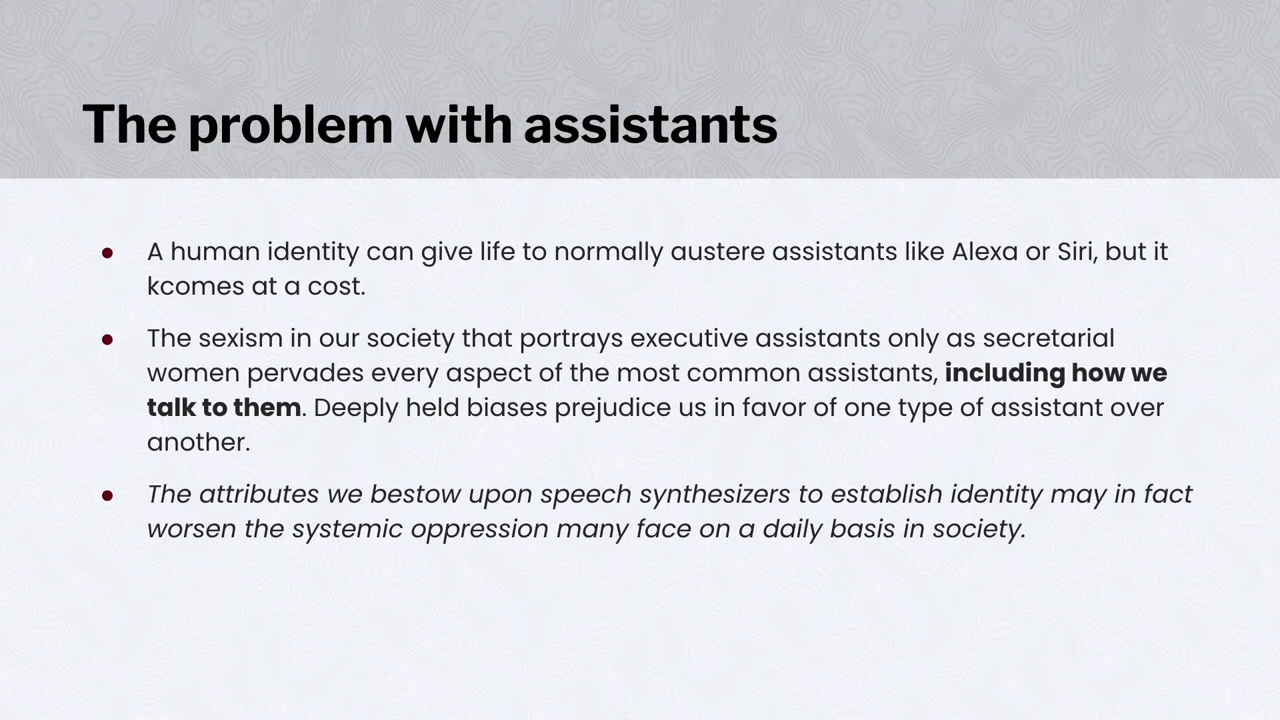 The problem with assistants
● A human identity can give life to normally austere assistants like Alexa or Siri, but it
kcomes at a cost.
● The sexism in our society that portrays executive assistants only as secretarial
women pervades every aspect of the most common assistants, including how we
talk to them. Deeply held biases prejudice us in favor of one type of assistant over
another.
● The attributes we bestow upon speech synthesizers to establish identity may in fact
worsen the systemic oppression many face on a daily basis in society.